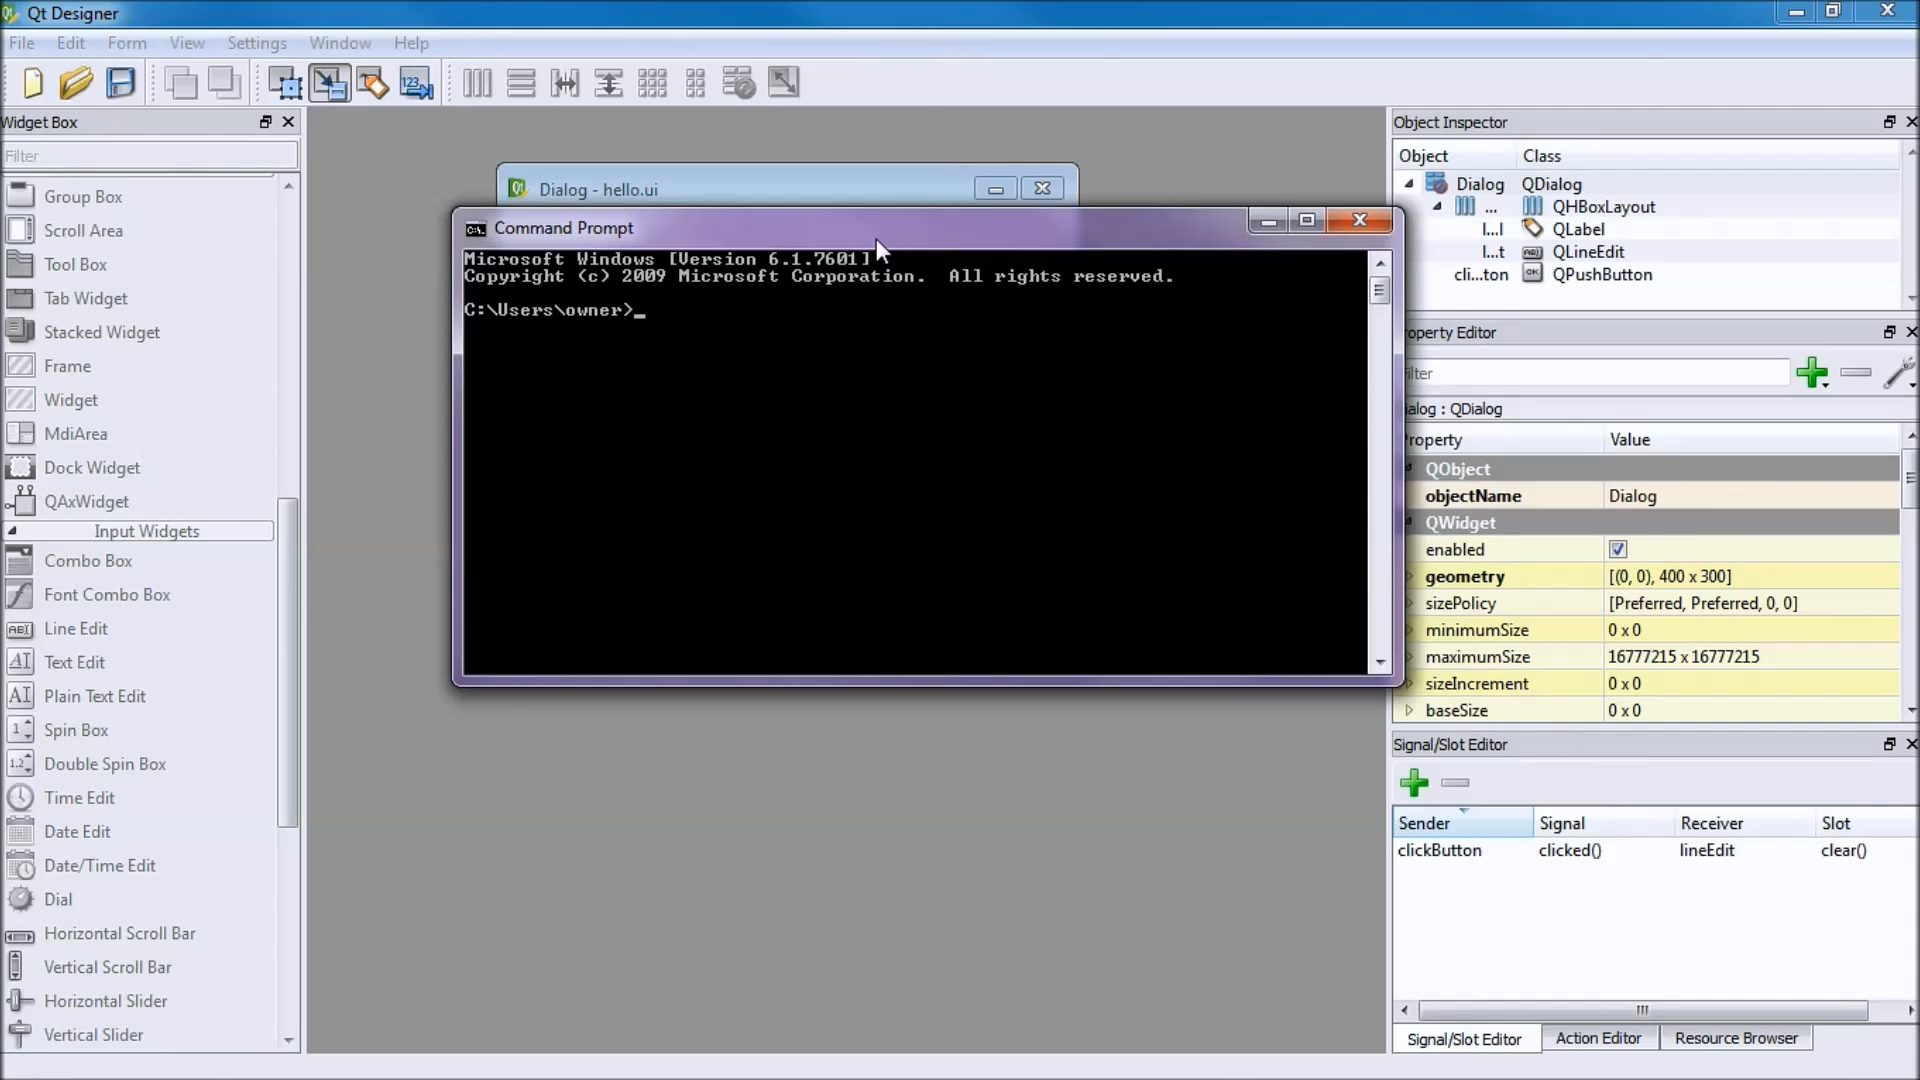 Qt Designer
File Edit Form View Settings Window Help
Widget Box
Filter
Group Box
Scroll Area
Tool Box
Tab Widget
Stacked Widget
Frame
Widget
MdiArea
Dock Widget
QAxWidget
Input Widgets
Combo Box
Font Combo Box
Line Edit
Text Edit
Plain Text Edit
Spin Box
Double Spin Box
Time Edit
Date Edit
Date/Time Edit
Dial
Horizontal Scroll Bar
Vertical Scroll Bar
Horizontal Slider
Vertical Slider
Dialog - hello.ui
Command Prompt
Microsoft Windows [Version 6.1.7601]
Copyright (c) 2009 Microsoft Corporation.  All rights reserved.
C:\Users\owner>_
Object Inspector
Object Class
Dialog QDialog
... QHBoxLayout
l...l QLabel
l...t QLineEdit
cli...ton QPushButton
roperty Editor
ilter
ialog : QDialog
roperty Value
QObject
objectName Dialog
QWidget
enabled
geometry [(0, 0), 400 x 300]
sizePolicy [Preferred, Preferred, 0, 0]
minimumSize 0 x 0
maximumSize 16777215 x 16777215
sizeIncrement 0 x 0
baseSize 0 x 0
Signal/Slot Editor
Sender Signal Receiver Slot
clickButton clicked() lineEdit clear()
Signal/Slot Editor Action Editor Resource Browser